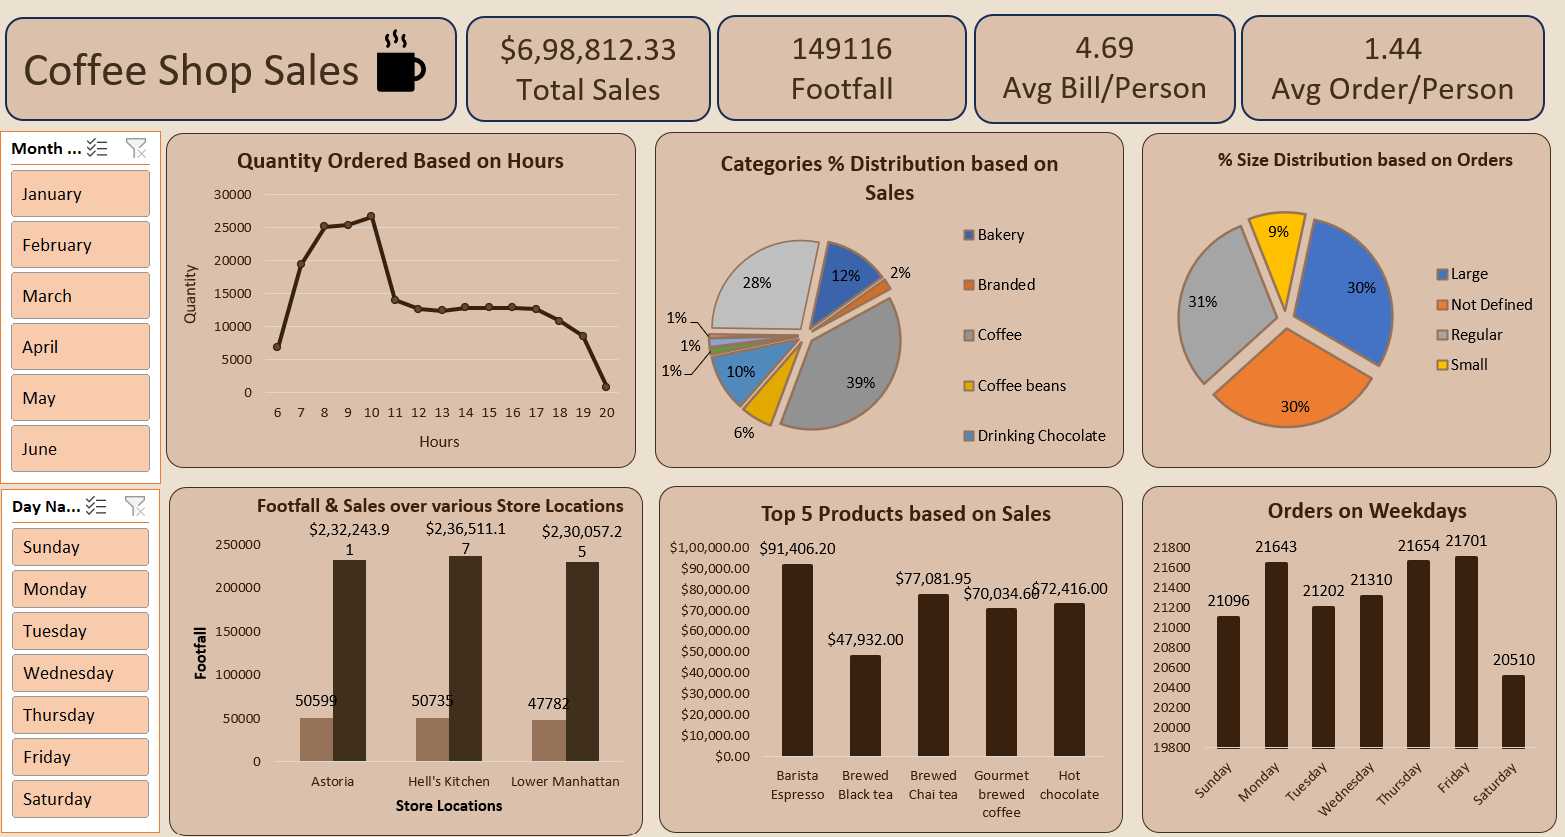 Coffee Shop Sales
$6,98,812.33
Total Sales
149116
Footfall
4.69
Avg Bill/Person
1.44
Avg Order/Person
Month ...
January
February
March
April
May
June
Day Na...
Sunday
Monday
Tuesday
Wednesday
Thursday
Friday
Saturday
Quantity Ordered Based on Hours
30000
25000
20000
15000
10000
5000
0
Quantity
6 7 8 9 10 11 12 13 14 15 16 17 18 19 20
Hours
Categories % Distribution based on
Sales
28%
12%
2%
39%
6%
10%
1%
1%
1%
Bakery
Branded
Coffee
Coffee beans
Drinking Chocolate
% Size Distribution based on Orders
9%
30%
31%
30%
Large
Not Defined
Regular
Small
Footfall & Sales over various Store Locations
$2,32,243.9
1
$2,36,511.1
7
$2,30,057.2
5
250000
200000
150000
100000
50000
0
Footfall
50599
50735
47782
Astoria Hell's Kitchen Lower Manhattan
Store Locations
Top 5 Products based on Sales
$1,00,000.00
$90,000.00
$80,000.00
$70,000.00
$60,000.00
$50,000.00
$40,000.00
$30,000.00
$20,000.00
$10,000.00
$0.00
$91,406.20
$47,932.00
$77,081.95
$70,034.60
$72,416.00
Barista
Espresso
Brewed
Black tea
Brewed
Chai tea
Gourmet
brewed
coffee
Hot
chocolate
Orders on Weekdays
21800
21600
21400
21200
21000
20800
20600
20400
20200
20000
19800
21096
21643
21202
21310
21654
21701
20510
Sunday
Monday
Tuesday
Wednesday
Thursday
Friday
Saturday